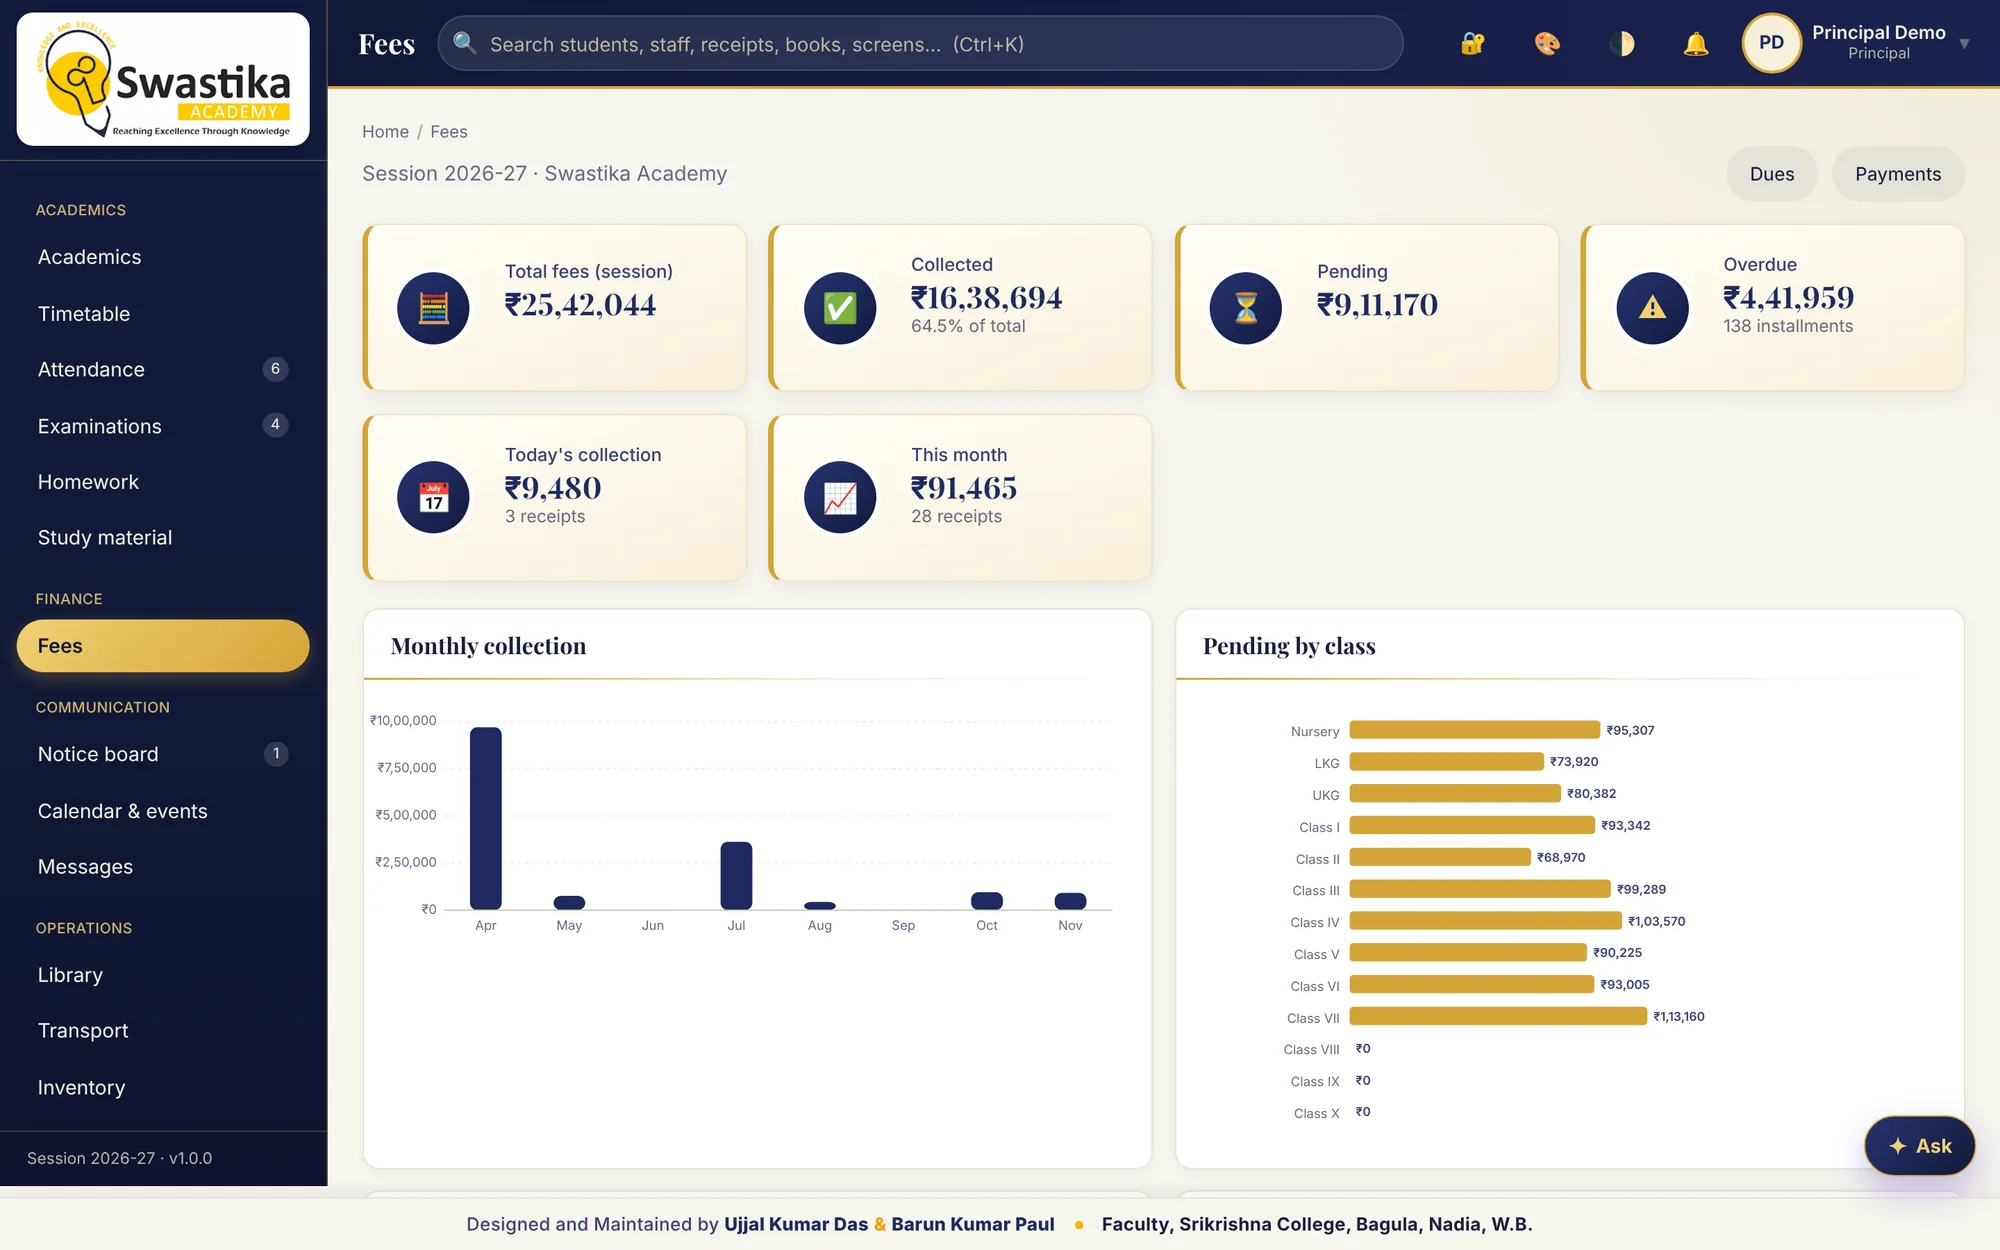 KNOWLEDGE AND EXCELLENCE
Swastika
ACADEMY
Reaching Excellence Through Knowledge
Fees
Search students, staff, receipts, books, screens... (Ctrl+K)
PD
Principal Demo
Principal
ACADEMICS
Academics
Timetable
Attendance 6
Examinations 4
Homework
Study material
FINANCE
Fees
COMMUNICATION
Notice board 1
Calendar & events
Messages
OPERATIONS
Library
Transport
Inventory
Session 2026-27 · v1.0.0
Home / Fees
Session 2026-27 · Swastika Academy
Dues
Payments
Total fees (session)
₹25,42,044
Collected
₹16,38,694
64.5% of total
Pending
₹9,11,170
Overdue
₹4,41,959
138 installments
July
17
Today's collection
₹9,480
3 receipts
This month
₹91,465
28 receipts
Monthly collection
₹10,00,000
₹7,50,000
₹5,00,000
₹2,50,000
₹0
Apr May Jun Jul Aug Sep Oct Nov
Pending by class
Nursery ₹95,307
LKG ₹73,920
UKG ₹80,382
Class I ₹93,342
Class II ₹68,970
Class III ₹99,289
Class IV ₹1,03,570
Class V ₹90,225
Class VI ₹93,005
Class VII ₹1,13,160
Class VIII ₹0
Class IX ₹0
Class X ₹0
Ask
Designed and Maintained by Ujjal Kumar Das & Barun Kumar Paul • Faculty, Srikrishna College, Bagula, Nadia, W.B.